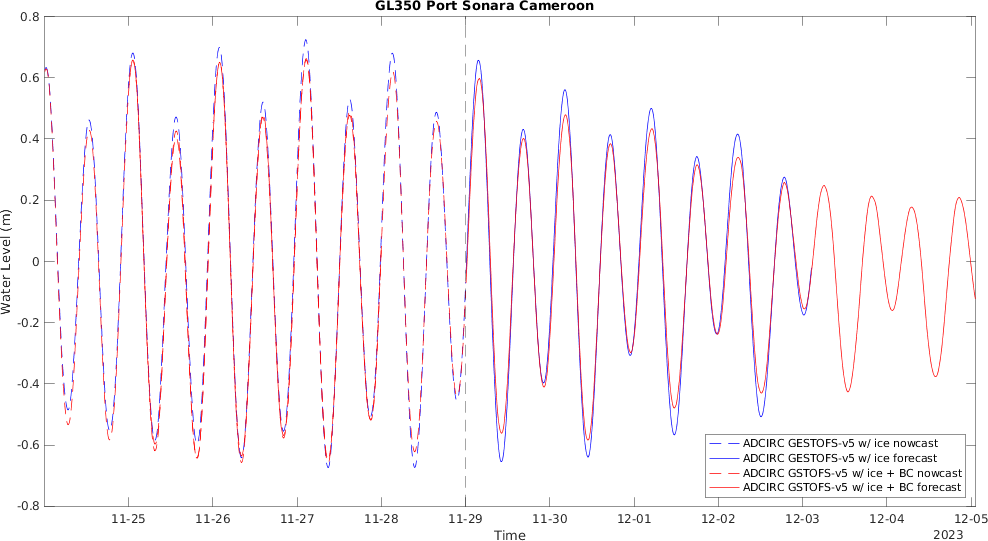 GL350 Port Sonara Cameroon
0.8
0.6
0.4
0.2
0
-0.2
-0.4
-0.6
-0.8
Water Level (m)
ADCIRC GESTOFS-v5 w/ ice nowcast
ADCIRC GESTOFS-v5 w/ ice forecast
ADCIRC GSTOFS-v5 w/ ice + BC nowcast
ADCIRC GSTOFS-v5 w/ ice + BC forecast
11-25 11-26 11-27 11-28 11-29 11-30 12-01 12-02 12-03 12-04 12-05
Time
2023